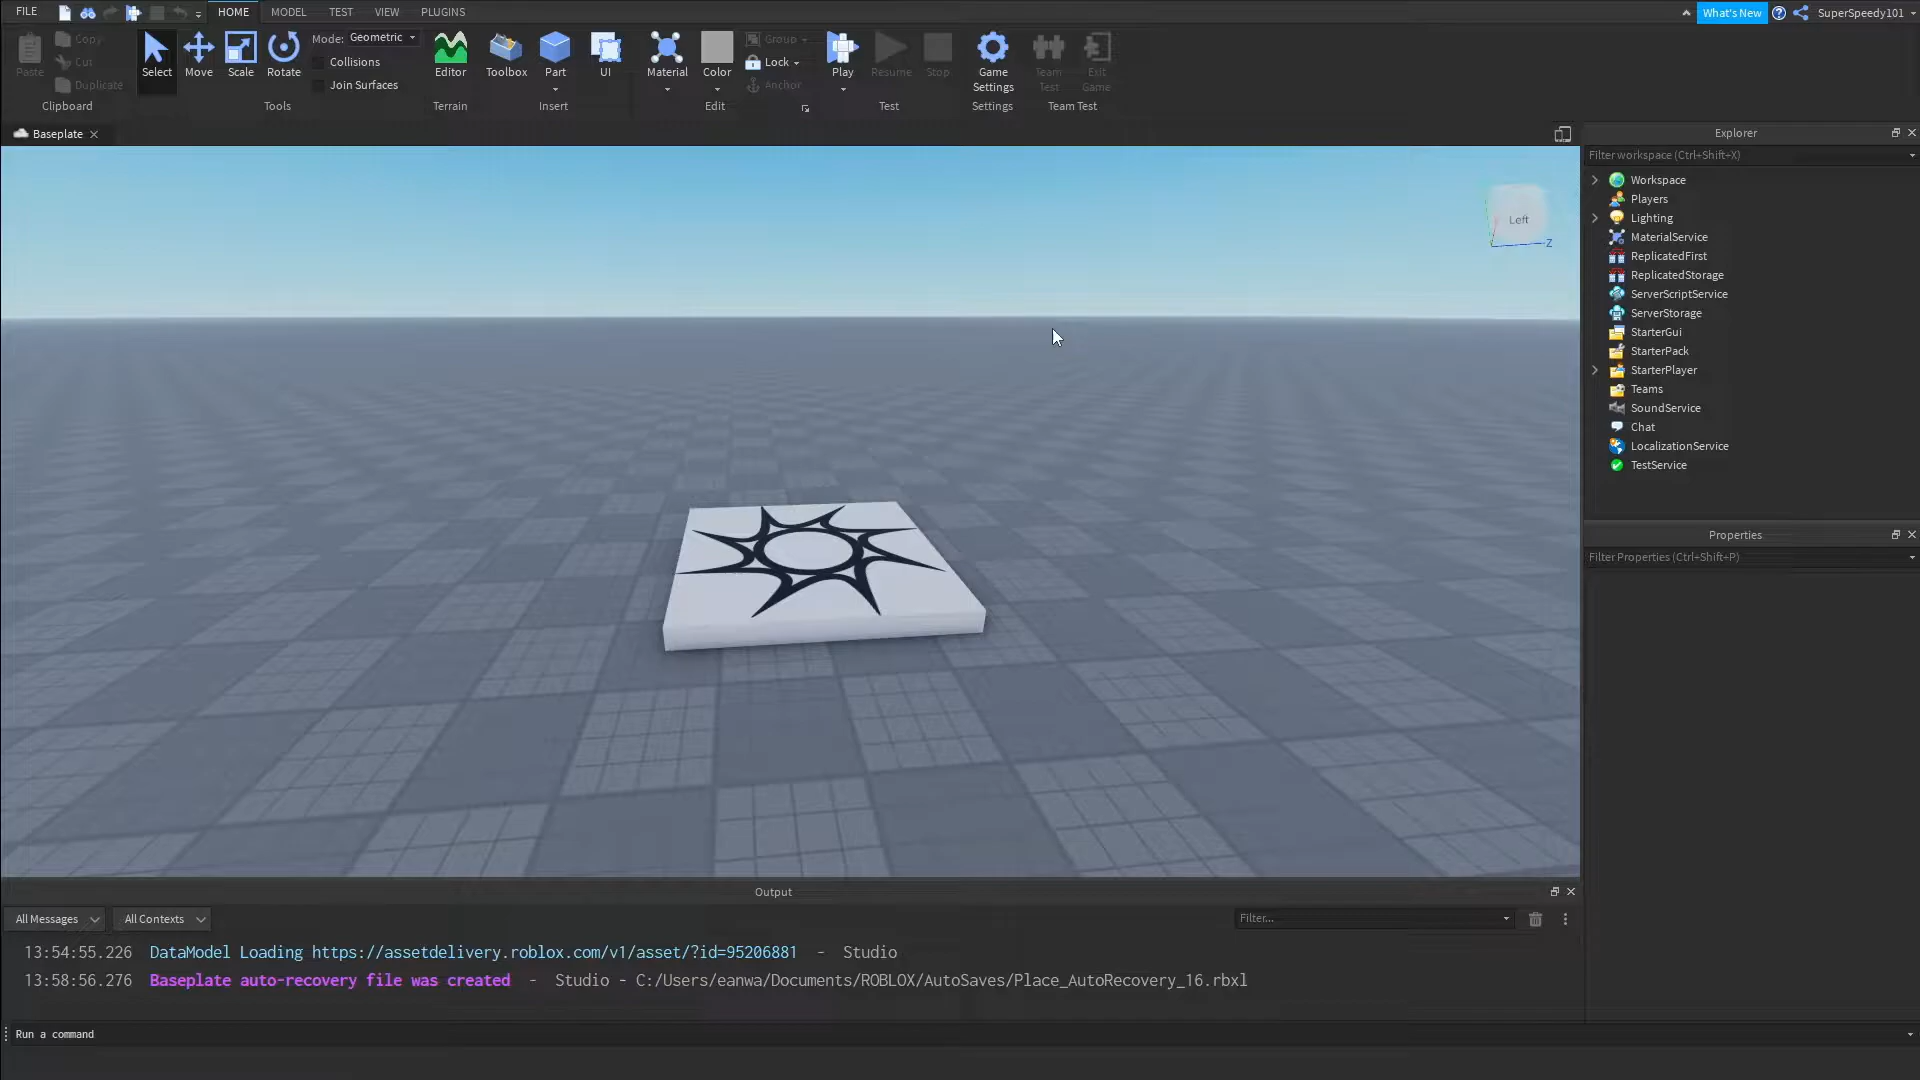 FILE
HOME
MODEL
TEST
VIEW
PLUGINS
What's New
SuperSpeedy101
Paste
Copy
Cut
Duplicate
Clipboard
Select
Move
Scale
Rotate
Mode: Geometric
Collisions
Join Surfaces
Tools
Editor
Terrain
Toolbox
Part
UI
Insert
Material
Color
Group
Lock
Anchor
Edit
Play
Resume
Stop
Test
Game
Settings
Settings
Team
Test
Exit
Game
Team Test
Baseplate
Left
Z
Explorer
Filter workspace (Ctrl+Shift+X)
Workspace
Players
Lighting
MaterialService
ReplicatedFirst
ReplicatedStorage
ServerScriptService
ServerStorage
StarterGui
StarterPack
StarterPlayer
Teams
SoundService
Chat
LocalizationService
TestService
Properties
Filter Properties (Ctrl+Shift+P)
Output
All Messages
All Contexts
Filter...
13:54:55.226 DataModel Loading https://assetdelivery.roblox.com/v1/asset/?id=95206881 - Studio
13:58:56.276 Baseplate auto-recovery file was created - Studio - C:/Users/eanwa/Documents/ROBLOX/AutoSaves/Place_AutoRecovery_16.rbxl
Run a command